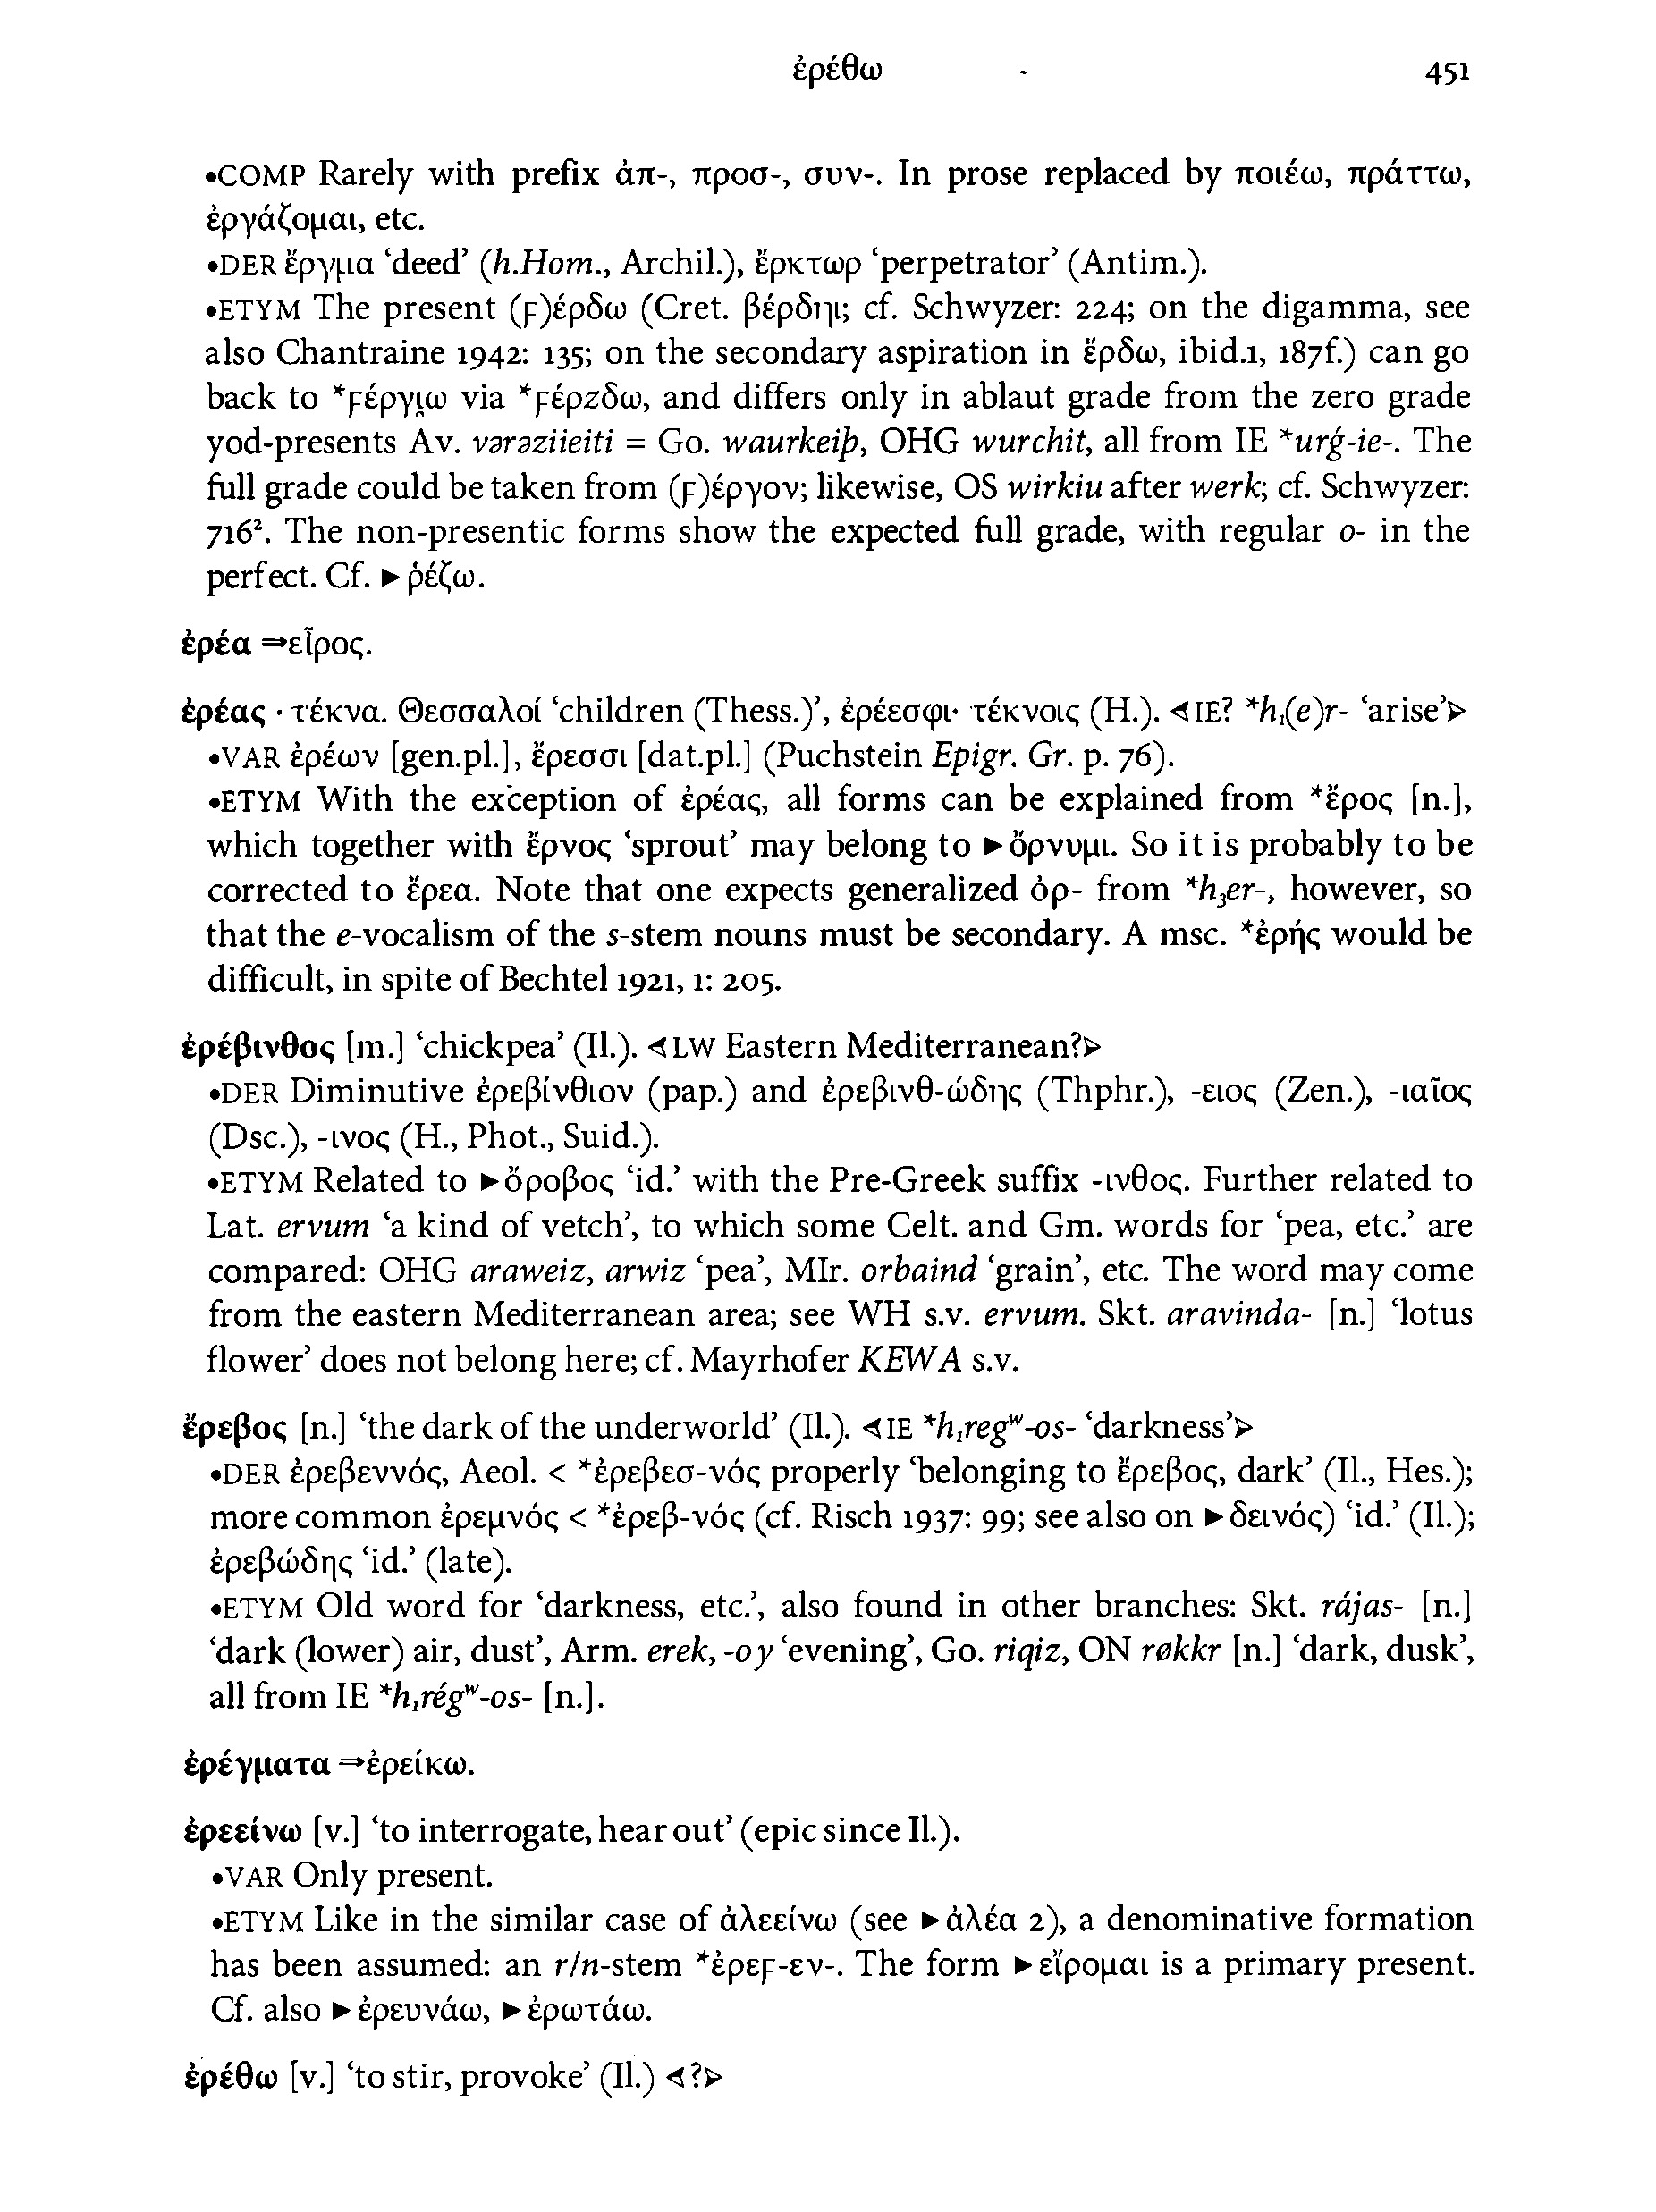 ἐρέθω 451
•COMP Rarely with prefix ἀπ-, προσ-, συν-. In prose replaced by ποιέω, πράττω,
ἐργάζομαι, etc.
•DER ἔργμα ‘deed’ (h.Hom., Archil.), ἔρκτωρ ‘perpetrator’ (Antim.).
•ETYM The present (ϝ)έρδω (Cret. βέρδηι; cf. Schwyzer: 224; on the digamma, see
also Chantraine 1942: 135; on the secondary aspiration in ἕρδω, ibid.1, 187f.) can go
back to *ϝέργι̯ω via *ϝέρzδω, and differs only in ablaut grade from the zero grade
yod-presents Av. vərəziieiti = Go. waurkeiþ, OHG wurchit, all from IE *urǵ-ie-. The
full grade could be taken from (ϝ)έργον; likewise, OS wirkiu after werk; cf. Schwyzer:
716². The non-presentic forms show the expected full grade, with regular o- in the
perfect. Cf. ►ῥέζω.
ἐρέα ⇒εἶρος.
ἐρέας · τέκνα. Θεσσαλοί ‘children (Thess.)’, ἐρέεσφι· τέκνοις (H.). ⊲IE? *h₁(e)r- ‘arise’⊳
•VAR ἐρέων [gen.pl.], ἔρεσσι [dat.pl.] (Puchstein Epigr. Gr. p. 76).
•ETYM With the exception of ἐρέας, all forms can be explained from *ἔρος [n.],
which together with ἔρνος ‘sprout’ may belong to ►ὄρνυμι. So it is probably to be
corrected to ἔρεα. Note that one expects generalized ὀρ- from *h₃er-, however, so
that the e-vocalism of the s-stem nouns must be secondary. A msc. *ἐρής would be
difficult, in spite of Bechtel 1921, 1: 205.
ἐρέβινθος [m.] ‘chickpea’ (Il.). ⊲LW Eastern Mediterranean?⊳
•DER Diminutive ἐρεβίνθιον (pap.) and ἐρεβινθ-ώδης (Thphr.), -ειος (Zen.), -ιαῖος
(Dsc.), -ινος (H., Phot., Suid.).
•ETYM Related to ►ὄροβος ‘id.’ with the Pre-Greek suffix -ινθος. Further related to
Lat. ervum ‘a kind of vetch’, to which some Celt. and Gm. words for ‘pea, etc.’ are
compared: OHG araweiz, arwiz ‘pea’, MIr. orbaind ‘grain’, etc. The word may come
from the eastern Mediterranean area; see WH s.v. ervum. Skt. aravinda- [n.] ‘lotus
flower’ does not belong here; cf. Mayrhofer KEWA s.v.
ἔρεβος [n.] ‘the dark of the underworld’ (Il.). ⊲IE *h₁regʷ-os- ‘darkness’⊳
•DER ἐρεβεννός, Aeol. < *ἐρεβεσ-νός properly ‘belonging to ἔρεβος, dark’ (Il., Hes.);
more common ἐρεμνός < *ἐρεβ-νός (cf. Risch 1937: 99; see also on ►δεινός) ‘id.’ (Il.);
ἐρεβώδης ‘id.’ (late).
•ETYM Old word for ‘darkness, etc.’, also found in other branches: Skt. rájas- [n.]
‘dark (lower) air, dust’, Arm. erek, -oy ‘evening’, Go. riqiz, ON røkkr [n.] ‘dark, dusk’,
all from IE *h₁régʷ-os- [n.].
ἐρέγματα ⇒ἐρείκω.
ἐρεείνω [v.] ‘to interrogate, hear out’ (epic since Il.).
•VAR Only present.
•ETYM Like in the similar case of ἀλεείνω (see ►ἀλέα 2), a denominative formation
has been assumed: an r/n-stem *ἐρεϝ-εν-. The form ►εἴρομαι is a primary present.
Cf. also ►ἐρευνάω, ►ἐρωτάω.
ἐρέθω [v.] ‘to stir, provoke’ (Il.) ⊲?⊳